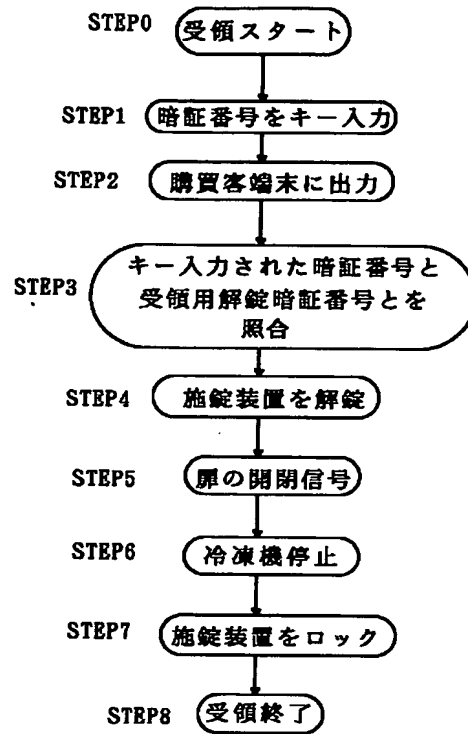 STEP0 受領スタート
STEP1 暗証番号をキー入力
STEP2 購買客端末に出力
キー入力された暗証番号と
STEP3 受領用解錠暗証番号とを
照合
STEP4 施錠装置を解錠
STEP5 扉の開閉信号
STEP6 冷凍機停止
STEP7 施錠装置をロック
STEP8 受領終了